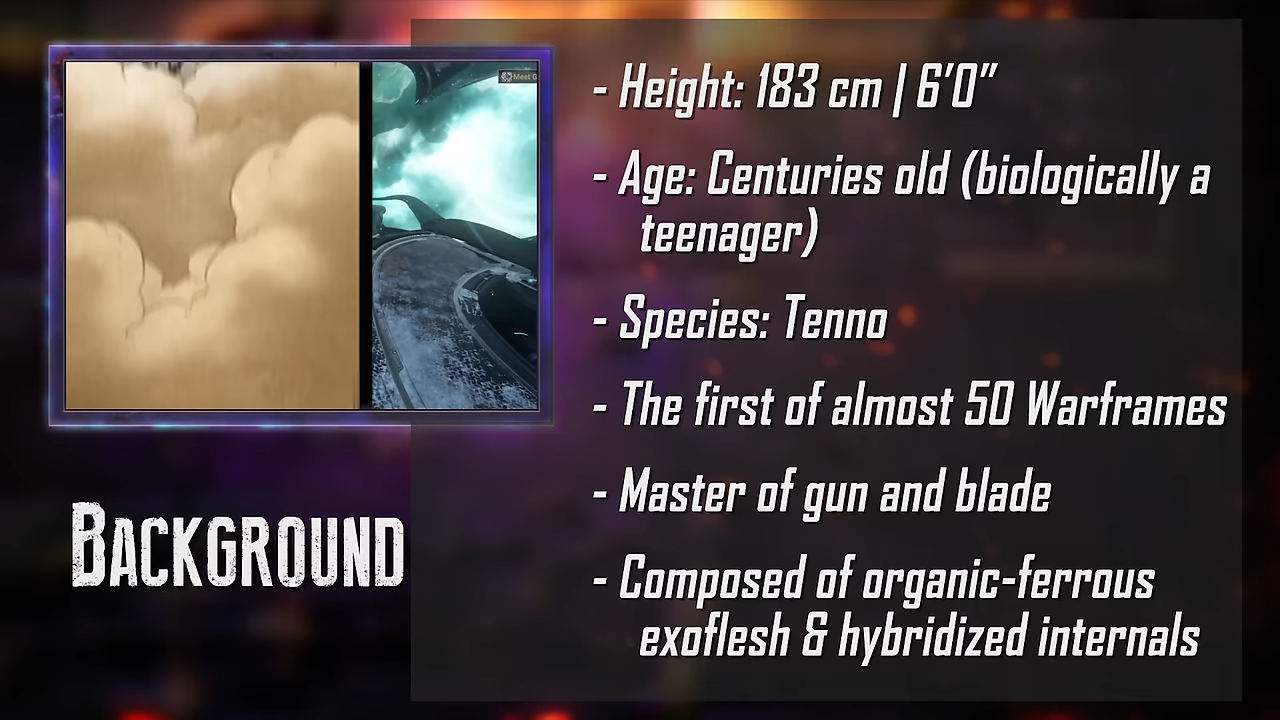 Meet G
- Height: 183 cm | 6'0"
- Age: Centuries old (biologically a
teenager)
- Species: Tenno
- The first of almost 50 Warframes
- Master of gun and blade
- Composed of organic-ferrous
exoflesh & hybridized internals
Background